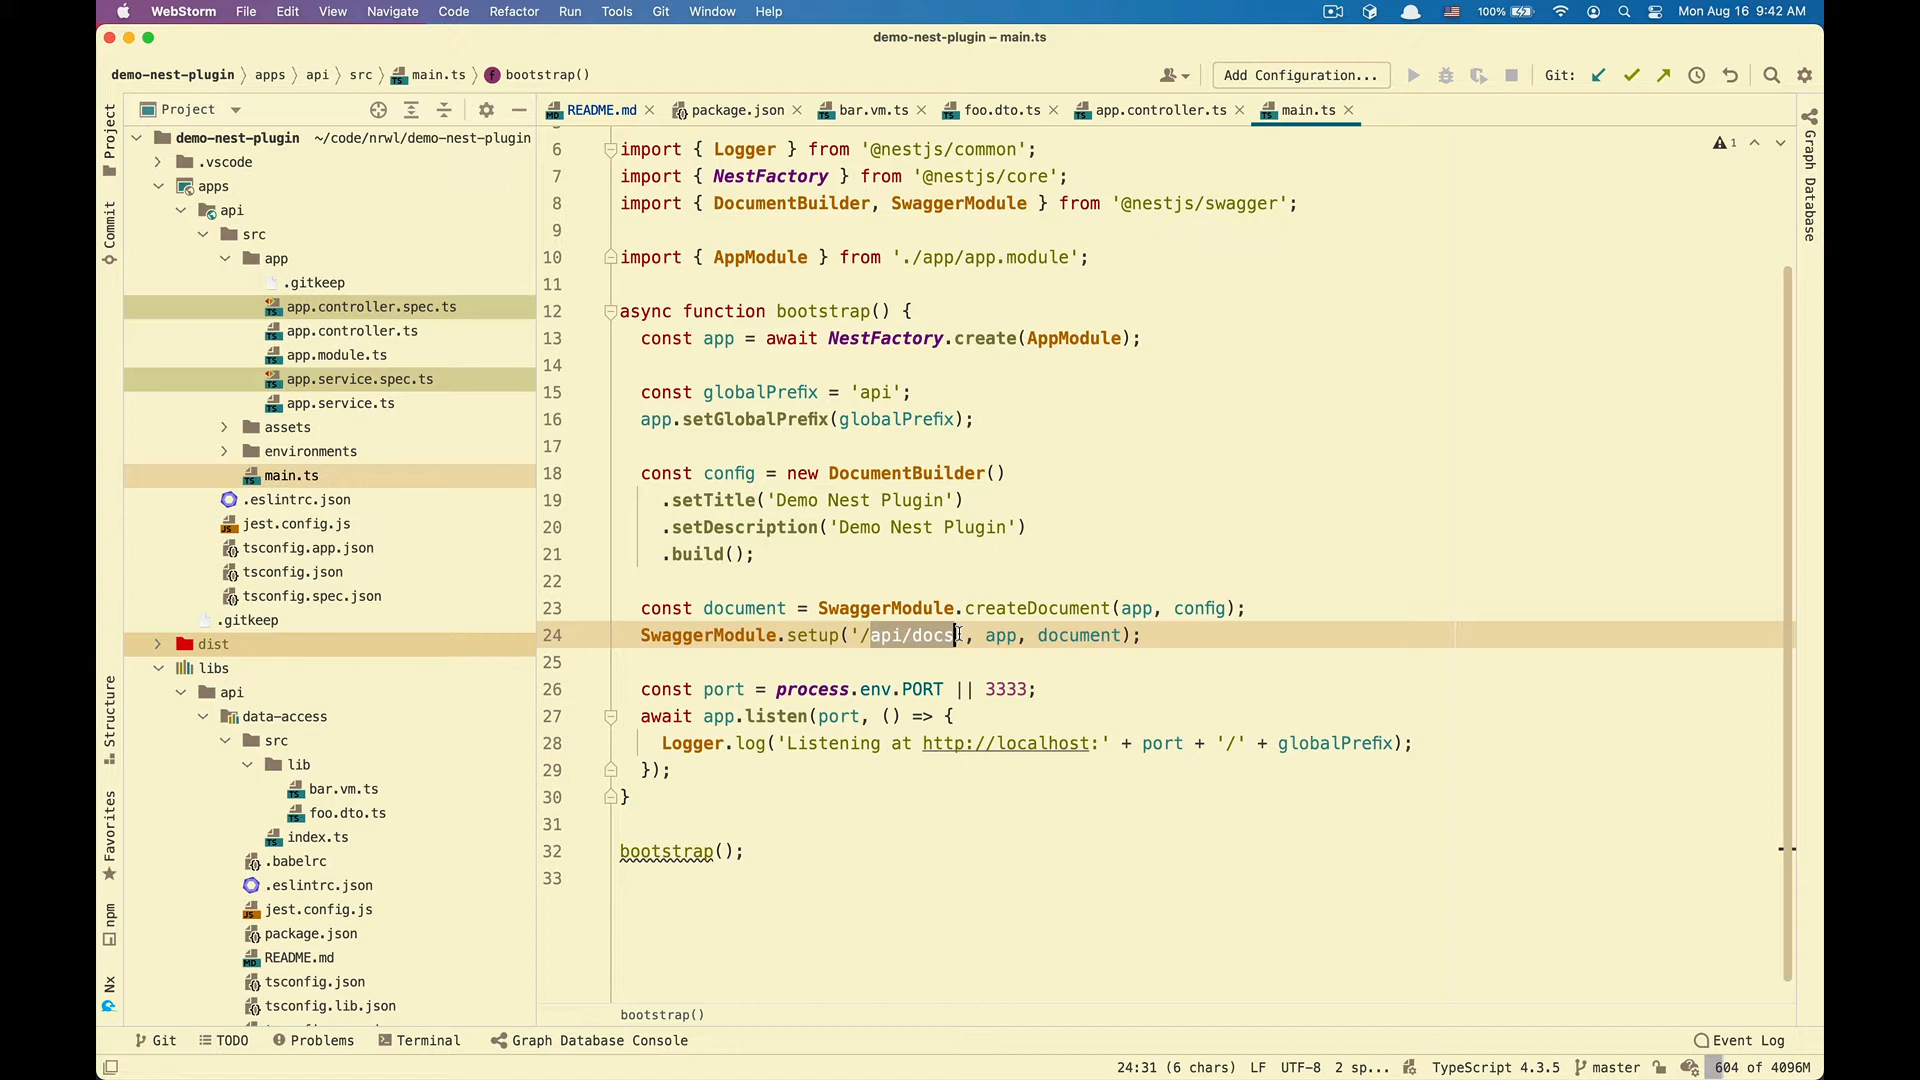 WebStorm File Edit View Navigate Code Refactor Run Tools Git Window Help 100% Mon Aug 16 9:42 AM
demo-nest-plugin – main.ts
demo-nest-plugin apps api src main.ts bootstrap() Add Configuration... Git:
Project README.md package.json bar.vm.ts foo.dto.ts app.controller.ts main.ts
demo-nest-plugin ~/code/nrwl/demo-nest-plugin
.vscode
apps
api
src
app
.gitkeep
app.controller.spec.ts
app.controller.ts
app.module.ts
app.service.spec.ts
app.service.ts
assets
environments
main.ts
.eslintrc.json
jest.config.js
tsconfig.app.json
tsconfig.json
tsconfig.spec.json
.gitkeep
dist
libs
api
data-access
src
lib
bar.vm.ts
foo.dto.ts
index.ts
.babelrc
.eslintrc.json
jest.config.js
package.json
README.md
tsconfig.json
tsconfig.lib.json
Project
Commit
Structure
Favorites
npm
Nx
6 import { Logger } from '@nestjs/common';
7 import { NestFactory } from '@nestjs/core';
8 import { DocumentBuilder, SwaggerModule } from '@nestjs/swagger';
9
10 import { AppModule } from './app/app.module';
11
12 async function bootstrap() {
13 const app = await NestFactory.create(AppModule);
14
15 const globalPrefix = 'api';
16 app.setGlobalPrefix(globalPrefix);
17
18 const config = new DocumentBuilder()
19 .setTitle('Demo Nest Plugin')
20 .setDescription('Demo Nest Plugin')
21 .build();
22
23 const document = SwaggerModule.createDocument(app, config);
24 SwaggerModule.setup('/api/docs', app, document);
25
26 const port = process.env.PORT || 3333;
27 await app.listen(port, () => {
28 Logger.log('Listening at http://localhost:' + port + '/' + globalPrefix);
29 });
30 }
31
32 bootstrap();
33
1
Graph Database
bootstrap()
Git TODO Problems Terminal Graph Database Console Event Log
24:31 (6 chars) LF UTF-8 2 sp... TypeScript 4.3.5 master 604 of 4096M